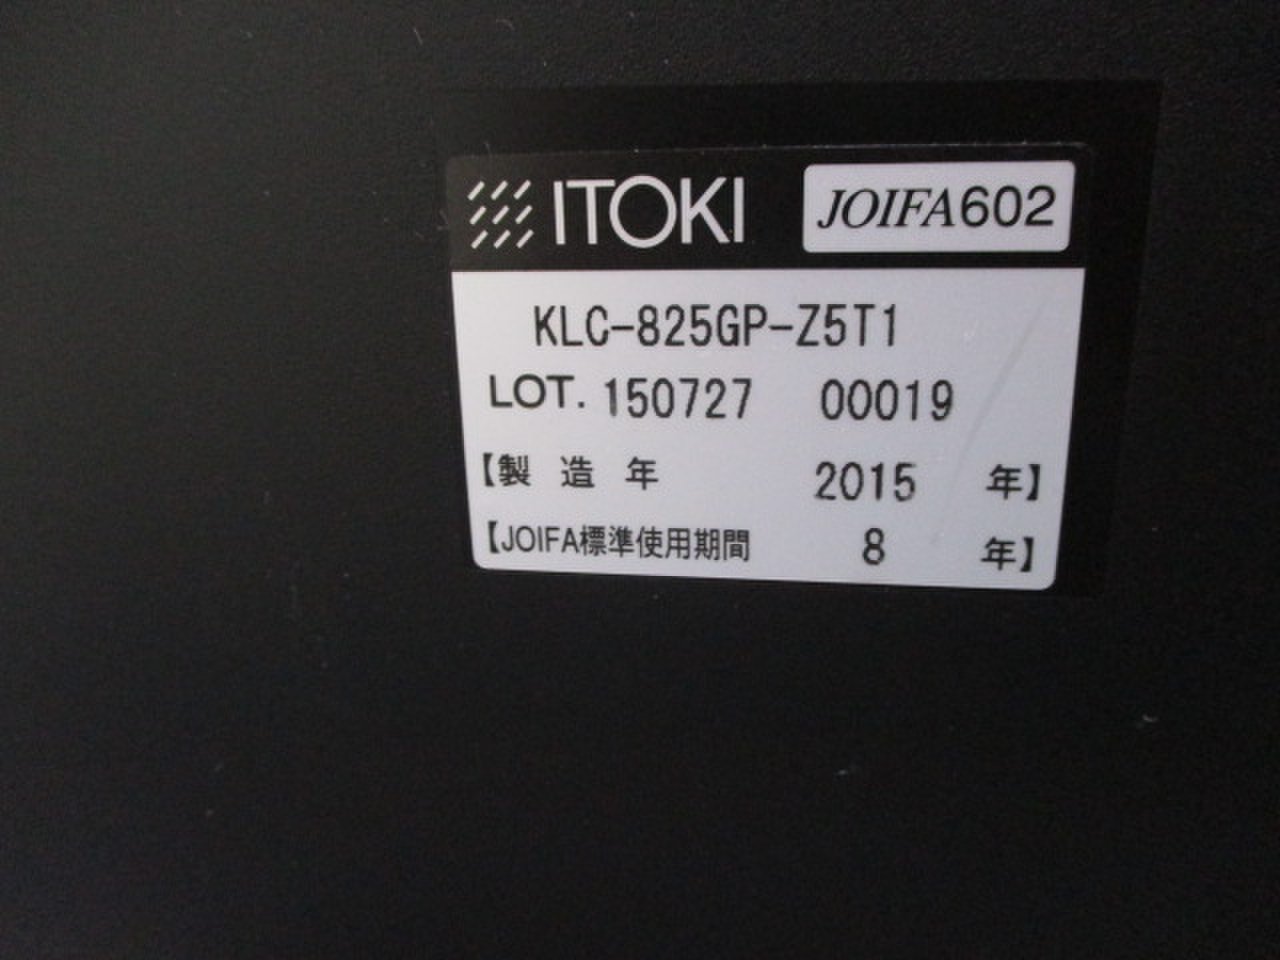 ITOKI JOIFA602
KLC-825GP-Z5T1
LOT. 150727 00019
【製造年 2015 年】
【JOIFA標準使用期間 8 年】